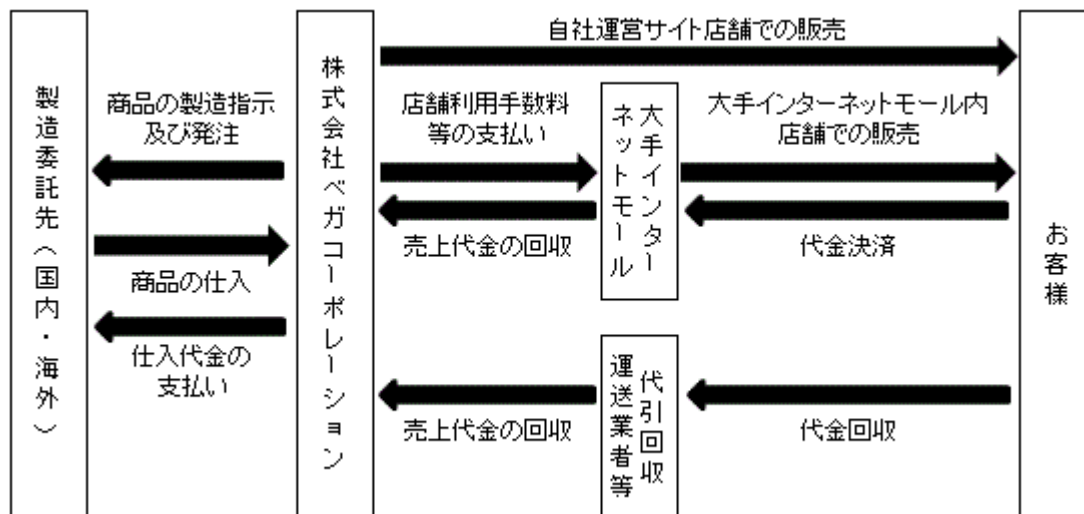 製造委託先（国内・海外）
商品の製造指示
及び発注
商品の仕入
仕入代金の
支払い
株式会社ベガコーポレーション
自社運営サイト店舗での販売
店舗利用手数料
等の支払い
売上代金の回収
大手インター
ネットモール
大手インターネットモール内
店舗での販売
代金決済
売上代金の回収
代引回収
運送業者等
代金回収
お客様